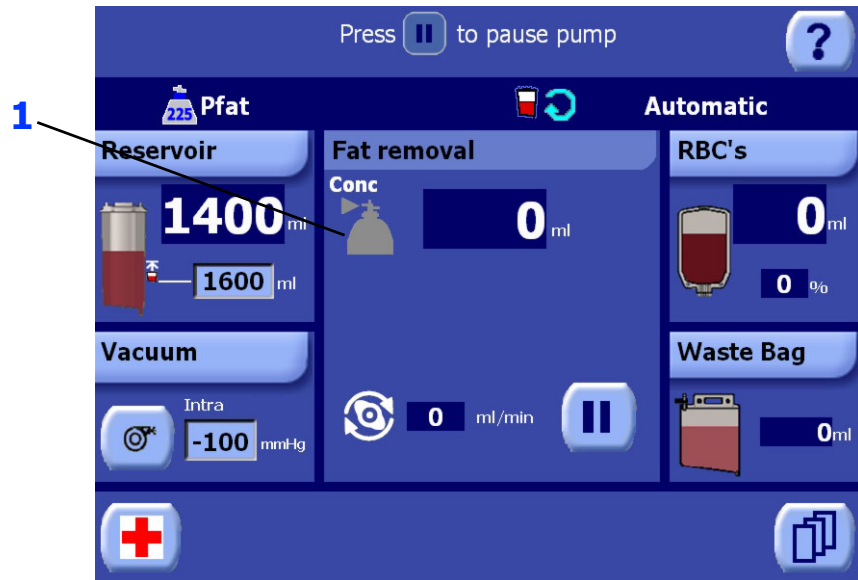 Press to pause pump
?
1
225 Pfat
Automatic
Reservoir
Fat removal
RBC's
1400 ml
Conc
0 ml
0 ml
1600 ml
0 %
Vacuum
Waste Bag
Intra
-100 mmHg
0 ml/min
0 ml